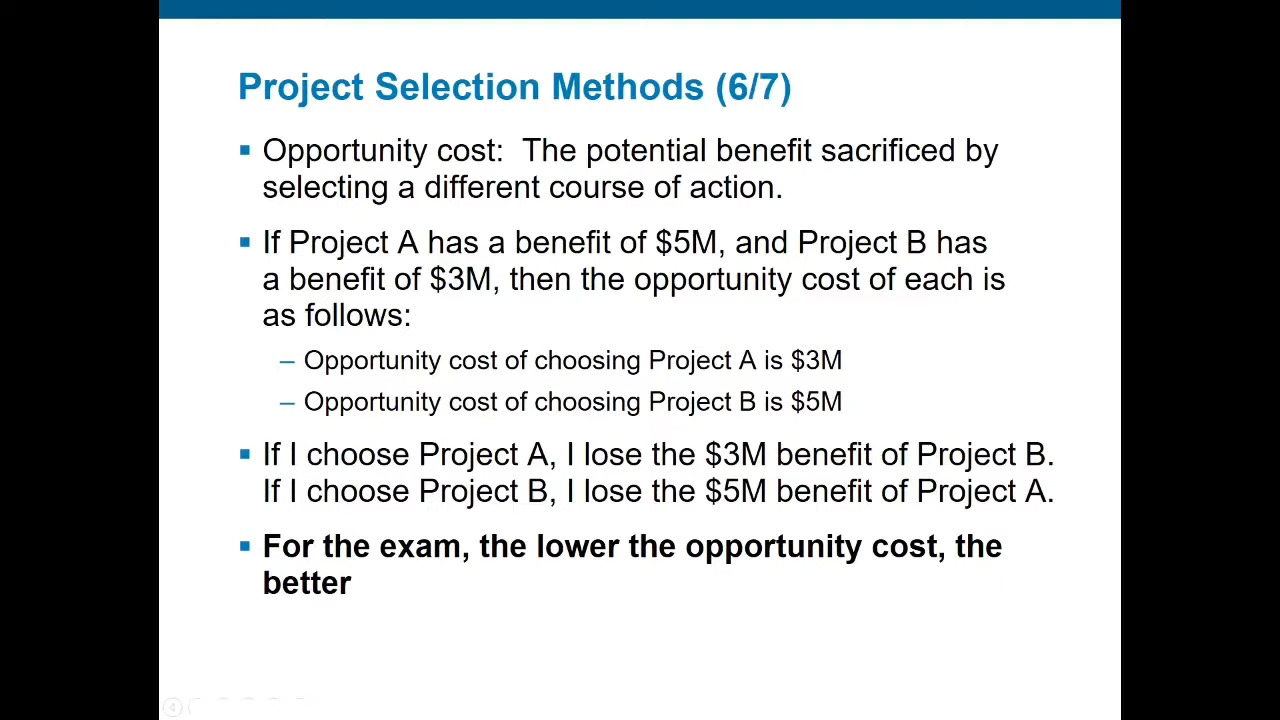 Project Selection Methods (6/7)
▪ Opportunity cost:  The potential benefit sacrificed by
selecting a different course of action.
▪ If Project A has a benefit of $5M, and Project B has
a benefit of $3M, then the opportunity cost of each is
as follows:
– Opportunity cost of choosing Project A is $3M
– Opportunity cost of choosing Project B is $5M
▪ If I choose Project A, I lose the $3M benefit of Project B.
If I choose Project B, I lose the $5M benefit of Project A.
▪ For the exam, the lower the opportunity cost, the
better